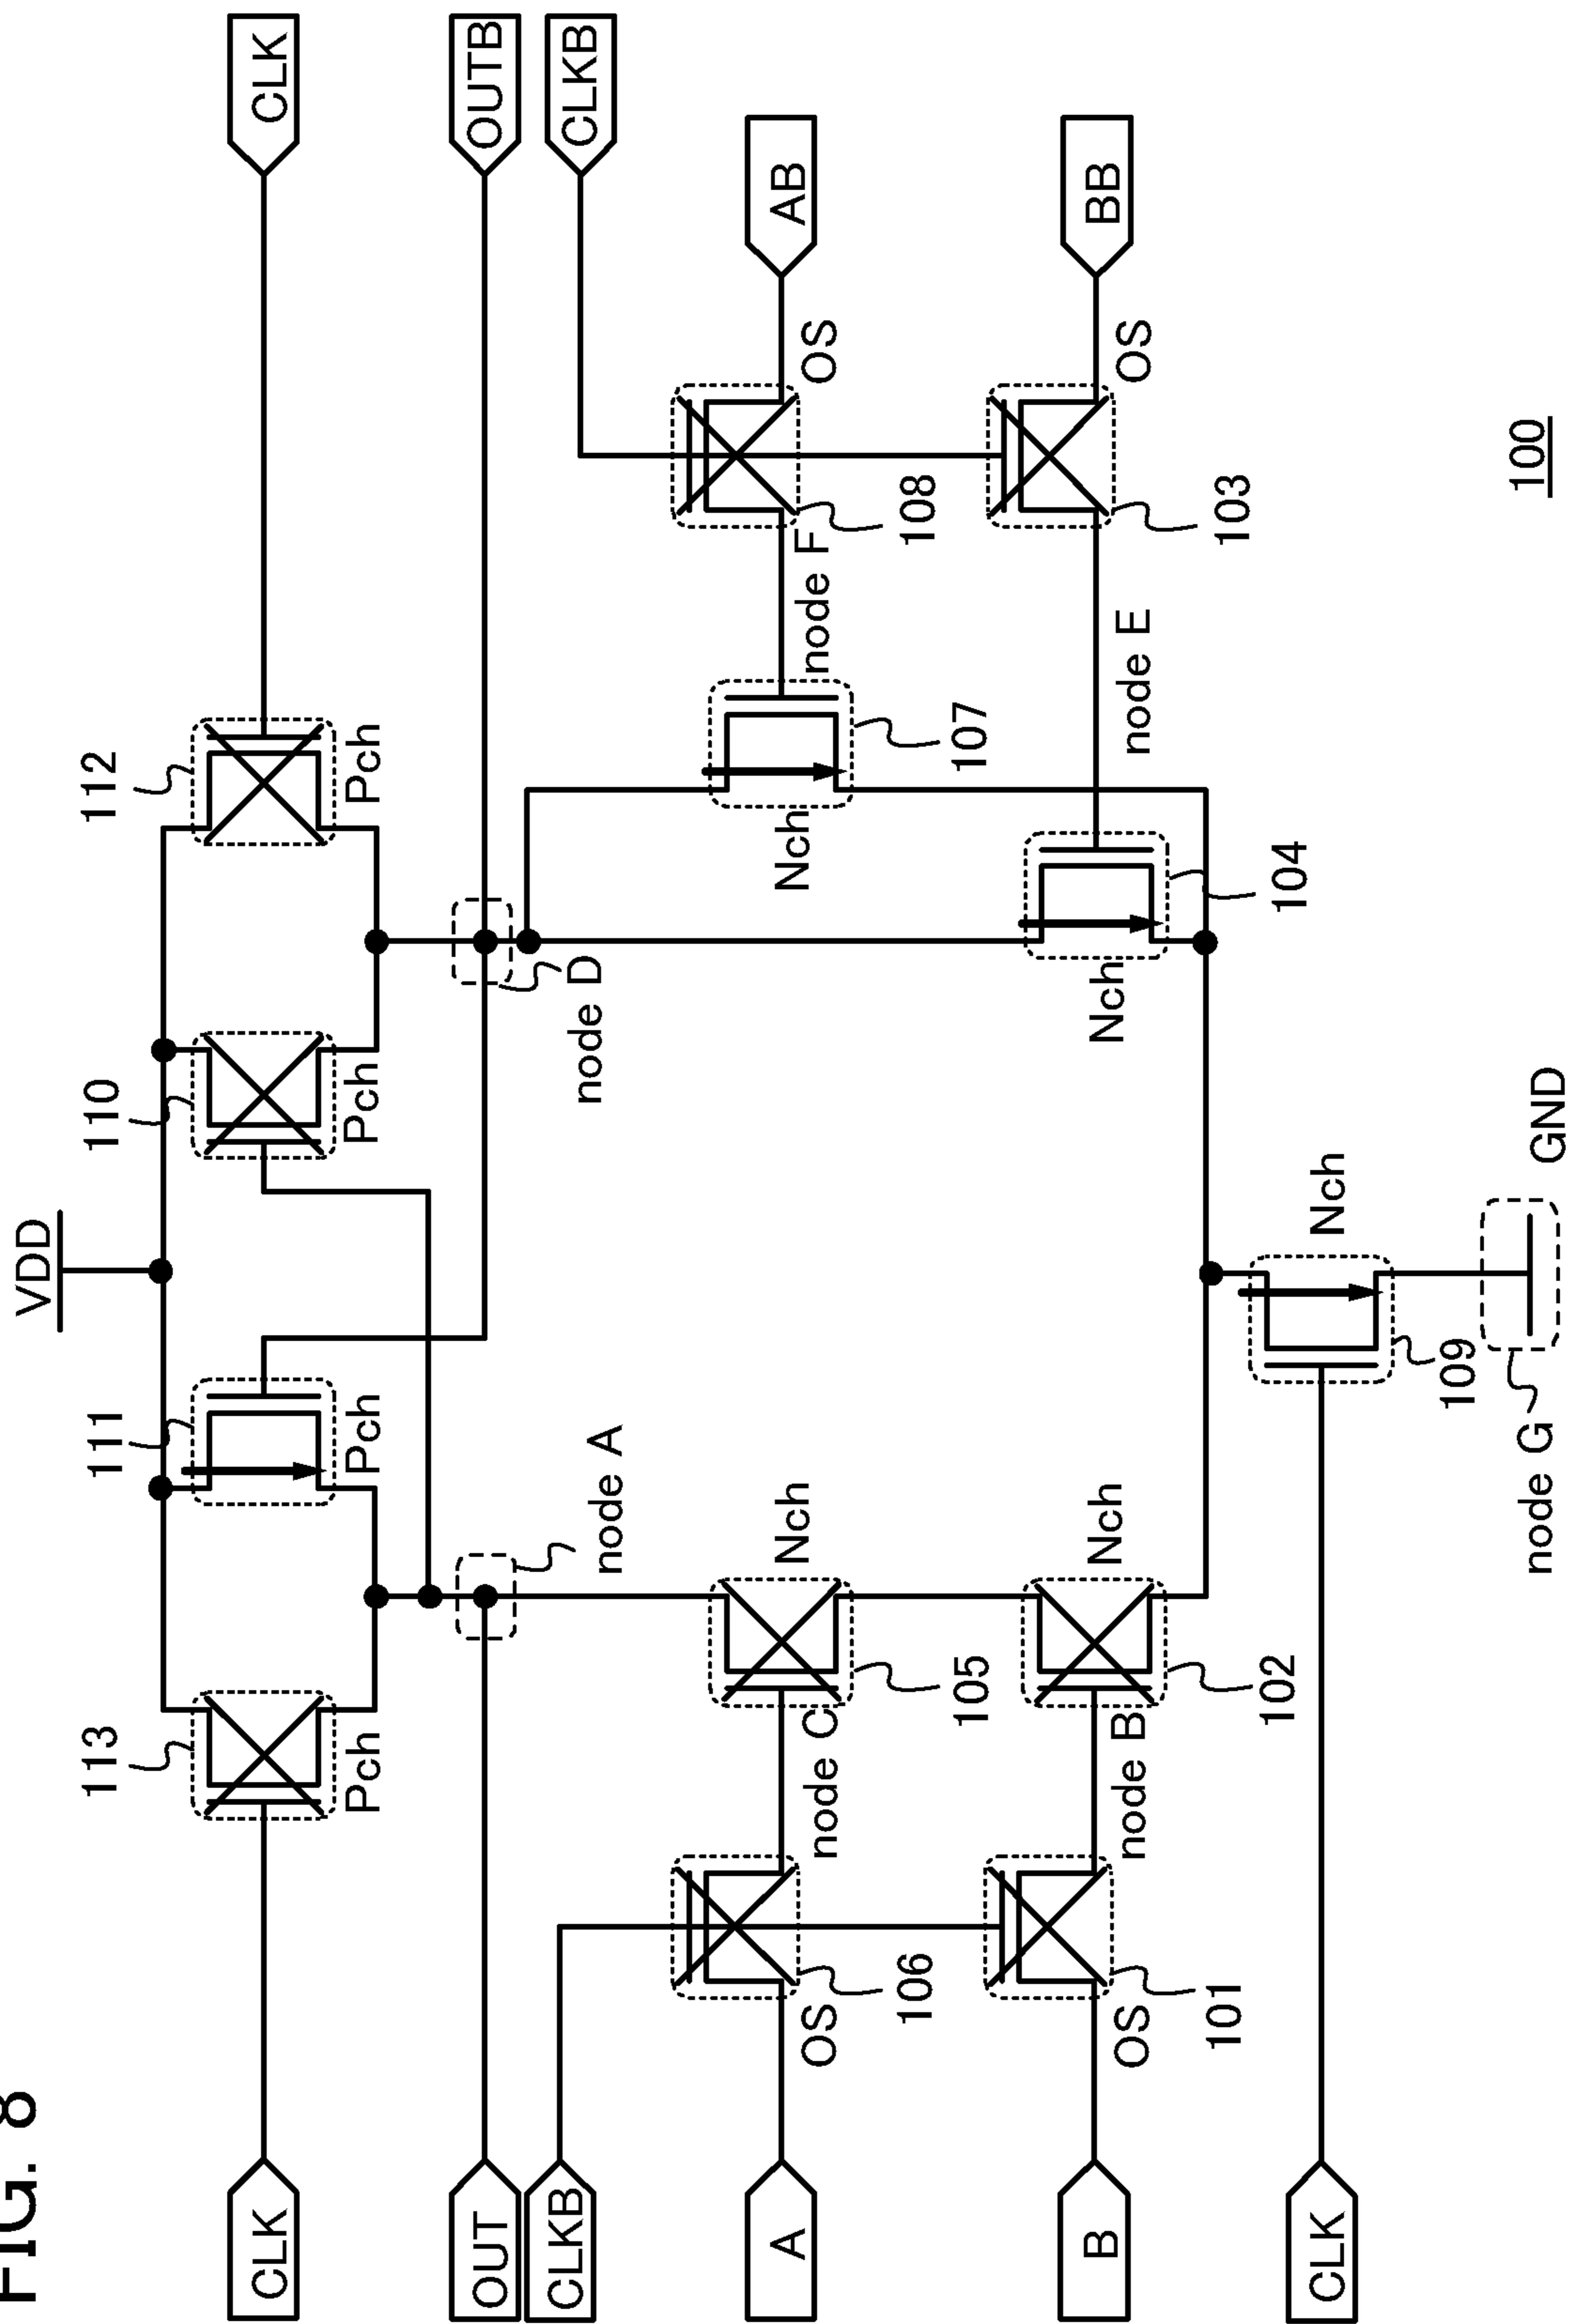 FIG. 8
VDD
113
111
110
112
CLK
CLK
Pch
Pch
Pch
Pch
OUT
node A
node D
OUTB
CLKB
CLKB
A
OS
106
node C
105
Nch
Nch
107
node F
108
OS
AB
B
OS
101
node B
102
Nch
Nch
104
node E
103
OS
BB
CLK
109
Nch
node G
GND
100